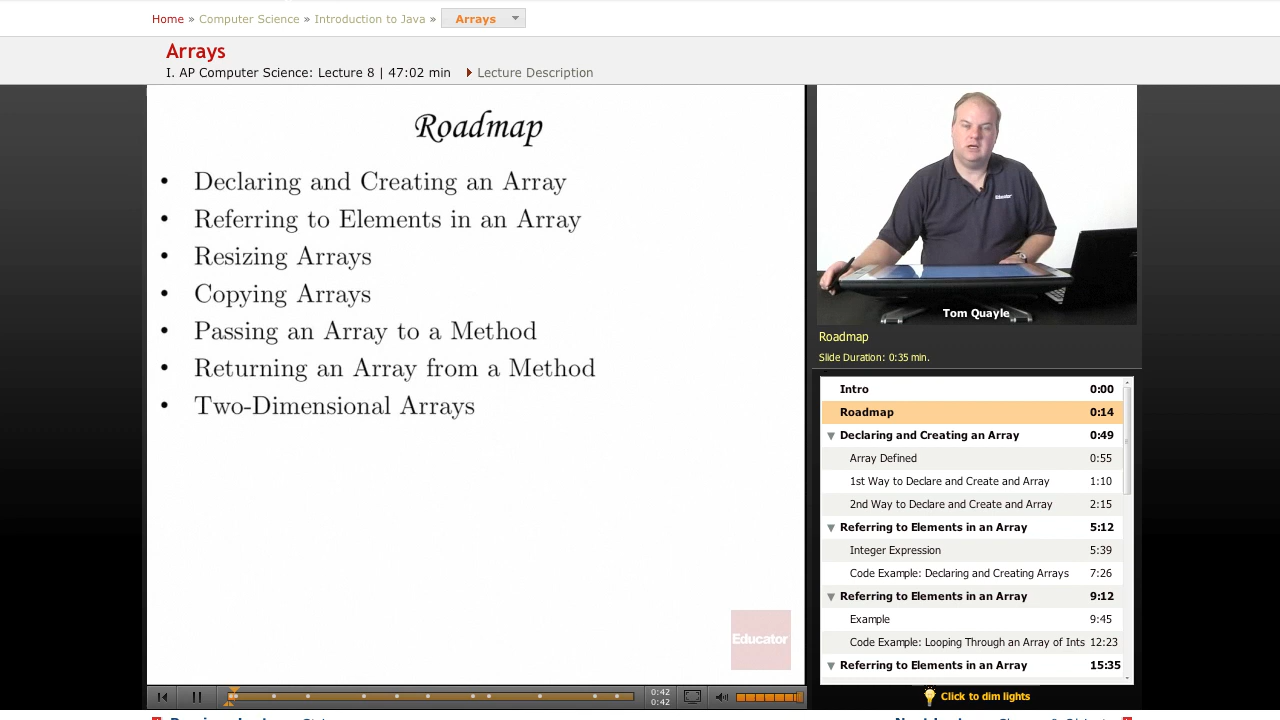 Home » Computer Science » Introduction to Java » Arrays
Arrays
I. AP Computer Science: Lecture 8 | 47:02 min Lecture Description
Roadmap
• Declaring and Creating an Array
• Referring to Elements in an Array
• Resizing Arrays
• Copying Arrays
• Passing an Array to a Method
• Returning an Array from a Method
• Two-Dimensional Arrays
Educator
0:42
0:42
Educator
Tom Quayle
Roadmap
Slide Duration: 0:35 min.
Intro 0:00
Roadmap 0:14
Declaring and Creating an Array 0:49
Array Defined 0:55
1st Way to Declare and Create and Array 1:10
2nd Way to Declare and Create and Array 2:15
Referring to Elements in an Array 5:12
Integer Expression 5:39
Code Example: Declaring and Creating Arrays 7:26
Referring to Elements in an Array 9:12
Example 9:45
Code Example: Looping Through an Array of Ints 12:23
Referring to Elements in an Array 15:35
Click to dim lights